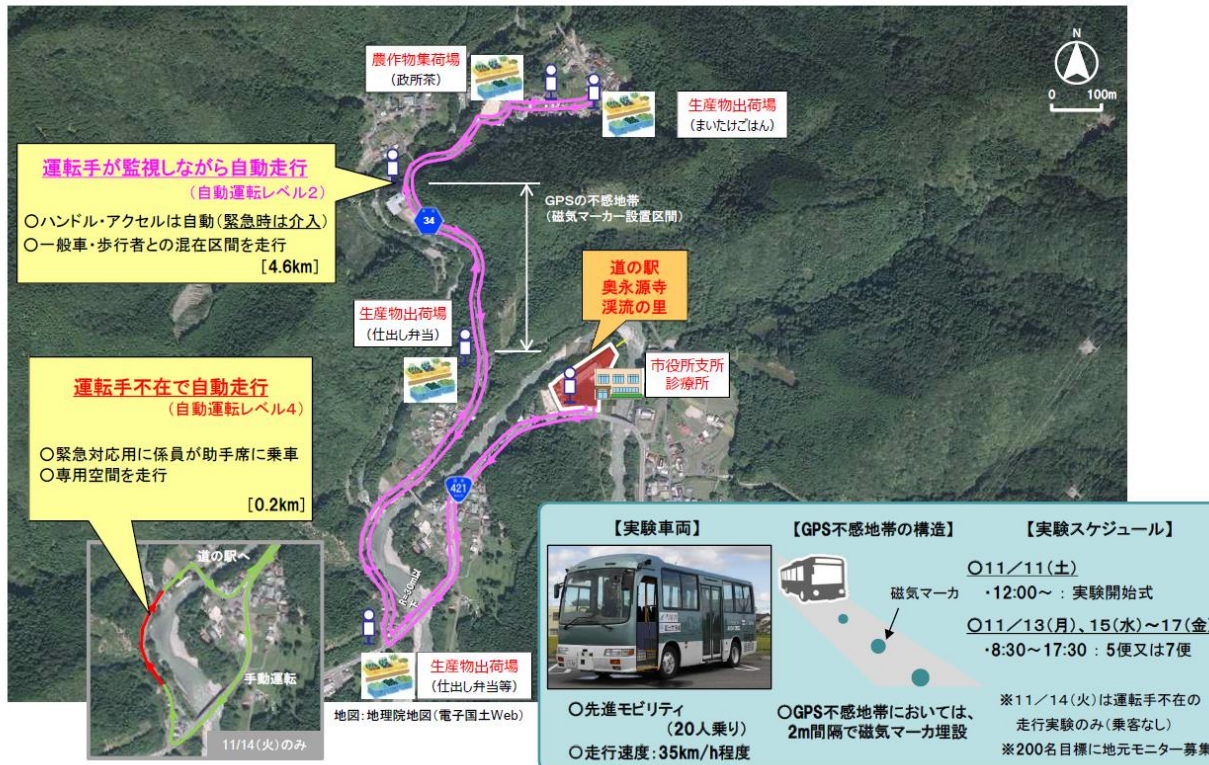 農作物集荷場
(政所茶)
生産物出荷場
(まいたけごはん)
N
0 100m
運転手が監視しながら自動走行
(自動運転レベル2)
○ハンドル・アクセルは自動(緊急時は介入)
○一般車・歩行者との混在区間を走行
[4.6km]
34
GPSの不感地帯
(磁気マーカー設置区間)
道の駅
奥永源寺
渓流の里
生産物出荷場
(仕出し弁当)
市役所支所
診療所
運転手不在で自動走行
(自動運転レベル4)
○緊急対応用に係員が助手席に乗車
○専用空間を走行
[0.2km]
421
R=30m以下
道の駅へ
手動運転
11/14(火)のみ
生産物出荷場
(仕出し弁当等)
地図:地理院地図(電子国土Web)
【実験車両】
○先進モビリティ
(20人乗り)
○走行速度:35km/h程度
【GPS不感地帯の構造】
磁気マーカ
○GPS不感地帯においては、
2m間隔で磁気マーカ埋設
【実験スケジュール】
○11/11(土)
・12:00~ : 実験開始式
○11/13(月)、15(水)~17(金)
・8:30~17:30 : 5便又は7便
※11/14(火)は運転手不在の
走行実験のみ(乗客なし)
※200名目標に地元モニター募集